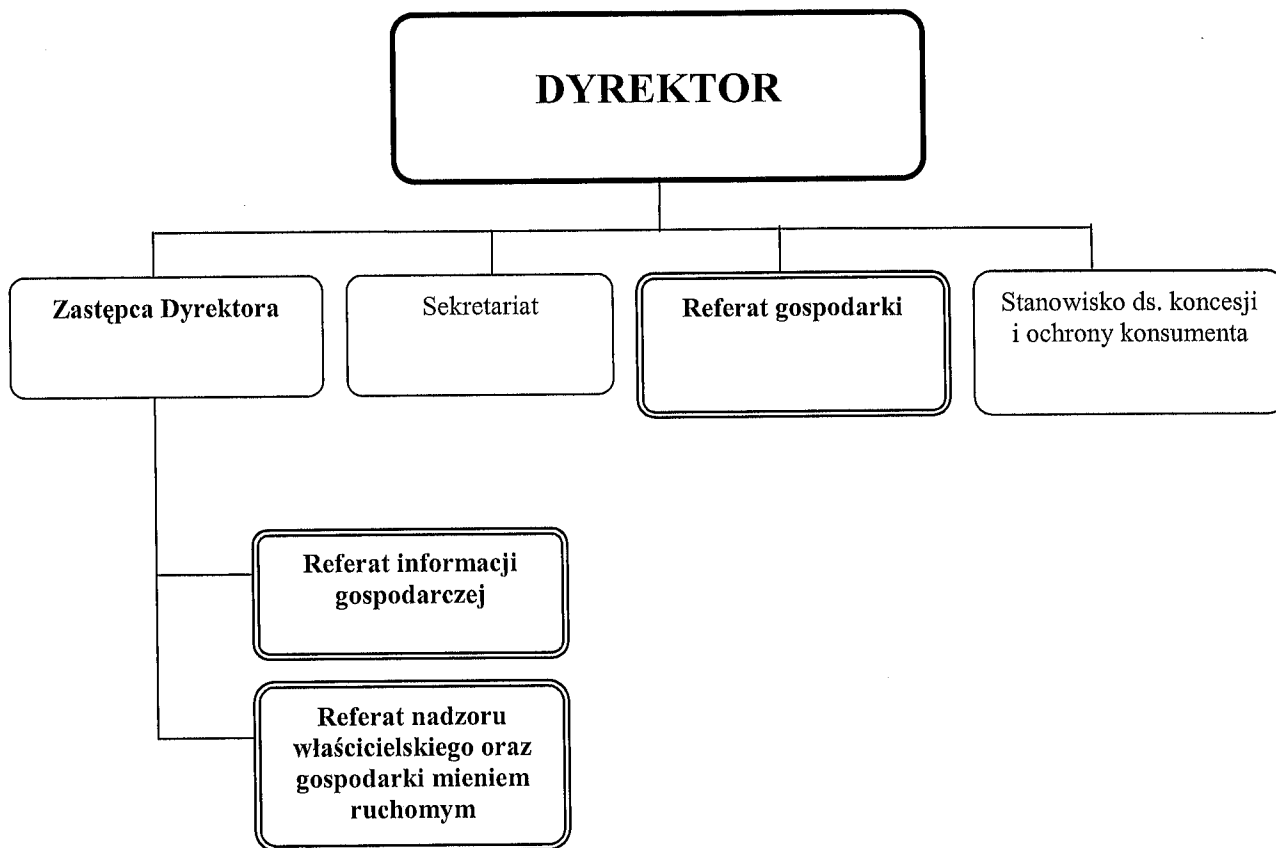 DYREKTOR
Zastępca Dyrektora
Sekretariat
Referat gospodarki
Stanowisko ds. koncesji
i ochrony konsumenta
Referat informacji
gospodarczej
Referat nadzoru
właścicielskiego oraz
gospodarki mieniem
ruchomym